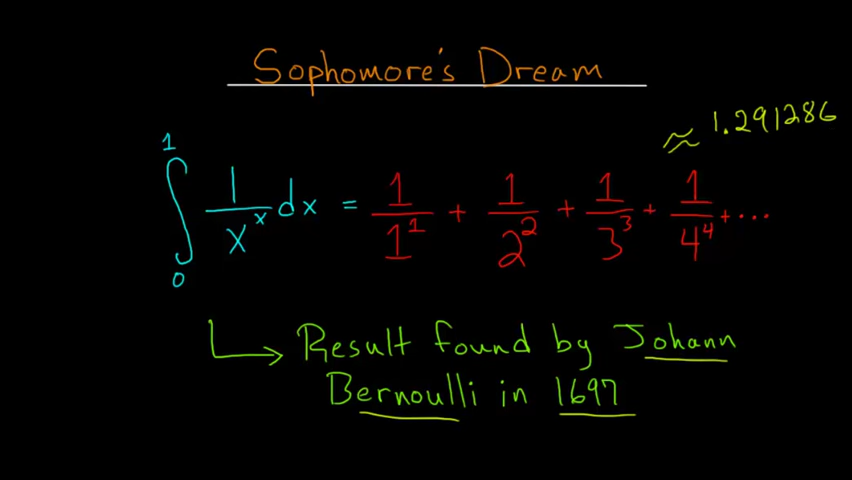 Sophomore's Dream
≈ 1.291286
∫₀¹ 1/xˣ dx = 1/1¹ + 1/2² + 1/3³ + 1/4⁴ + ...
Result found by Johann
Bernoulli in 1697